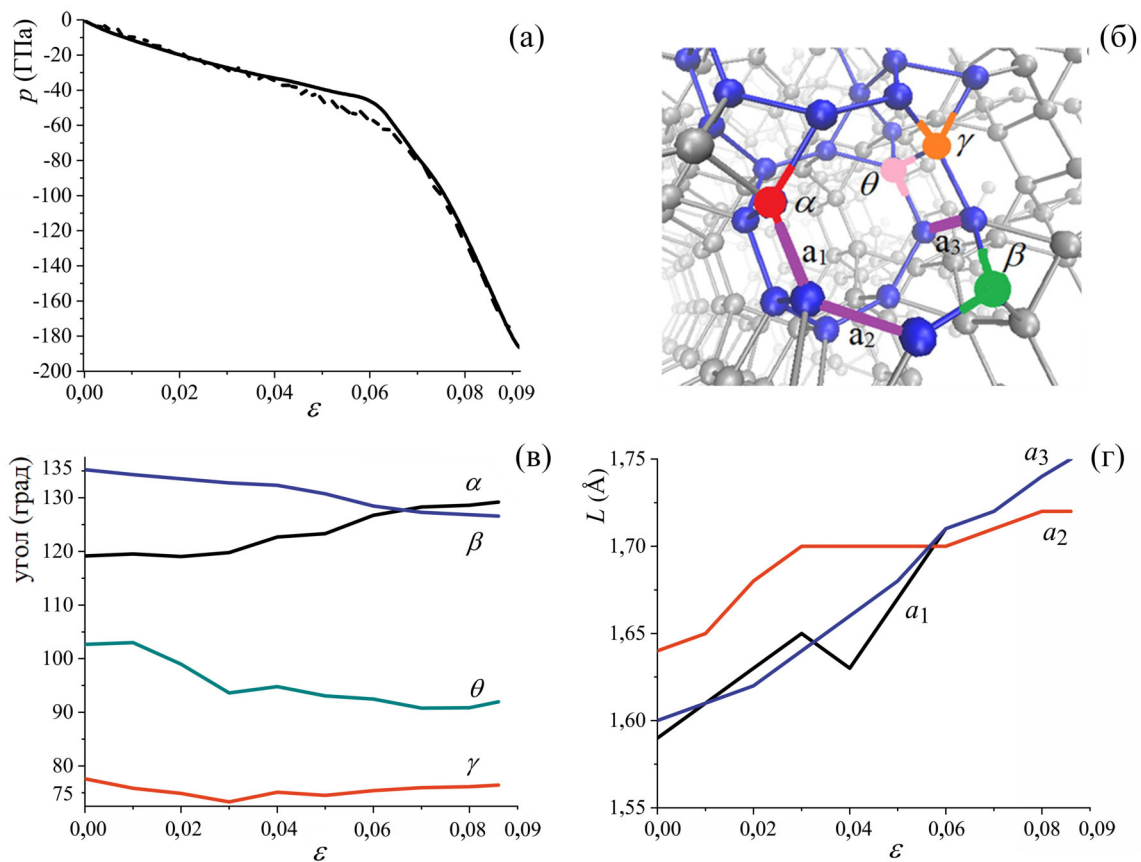 (а)
p (ГПа)
0
-20
-40
-60
-80
-100
-120
-140
-160
-180
-200
0,00
0,02
0,04
0,06
0,08
0,09
ε
(б)
γ
θ
α
a₁
a₃
β
a₂
(в)
угол (град)
135
130
120
110
100
90
80
75
α
β
θ
γ
0,00
0,02
0,04
0,06
0,08
0,09
ε
(г)
L (Å)
1,75
1,70
1,65
1,60
1,55
a₃
a₂
a₁
0,00
0,02
0,04
0,06
0,08
0,09
ε